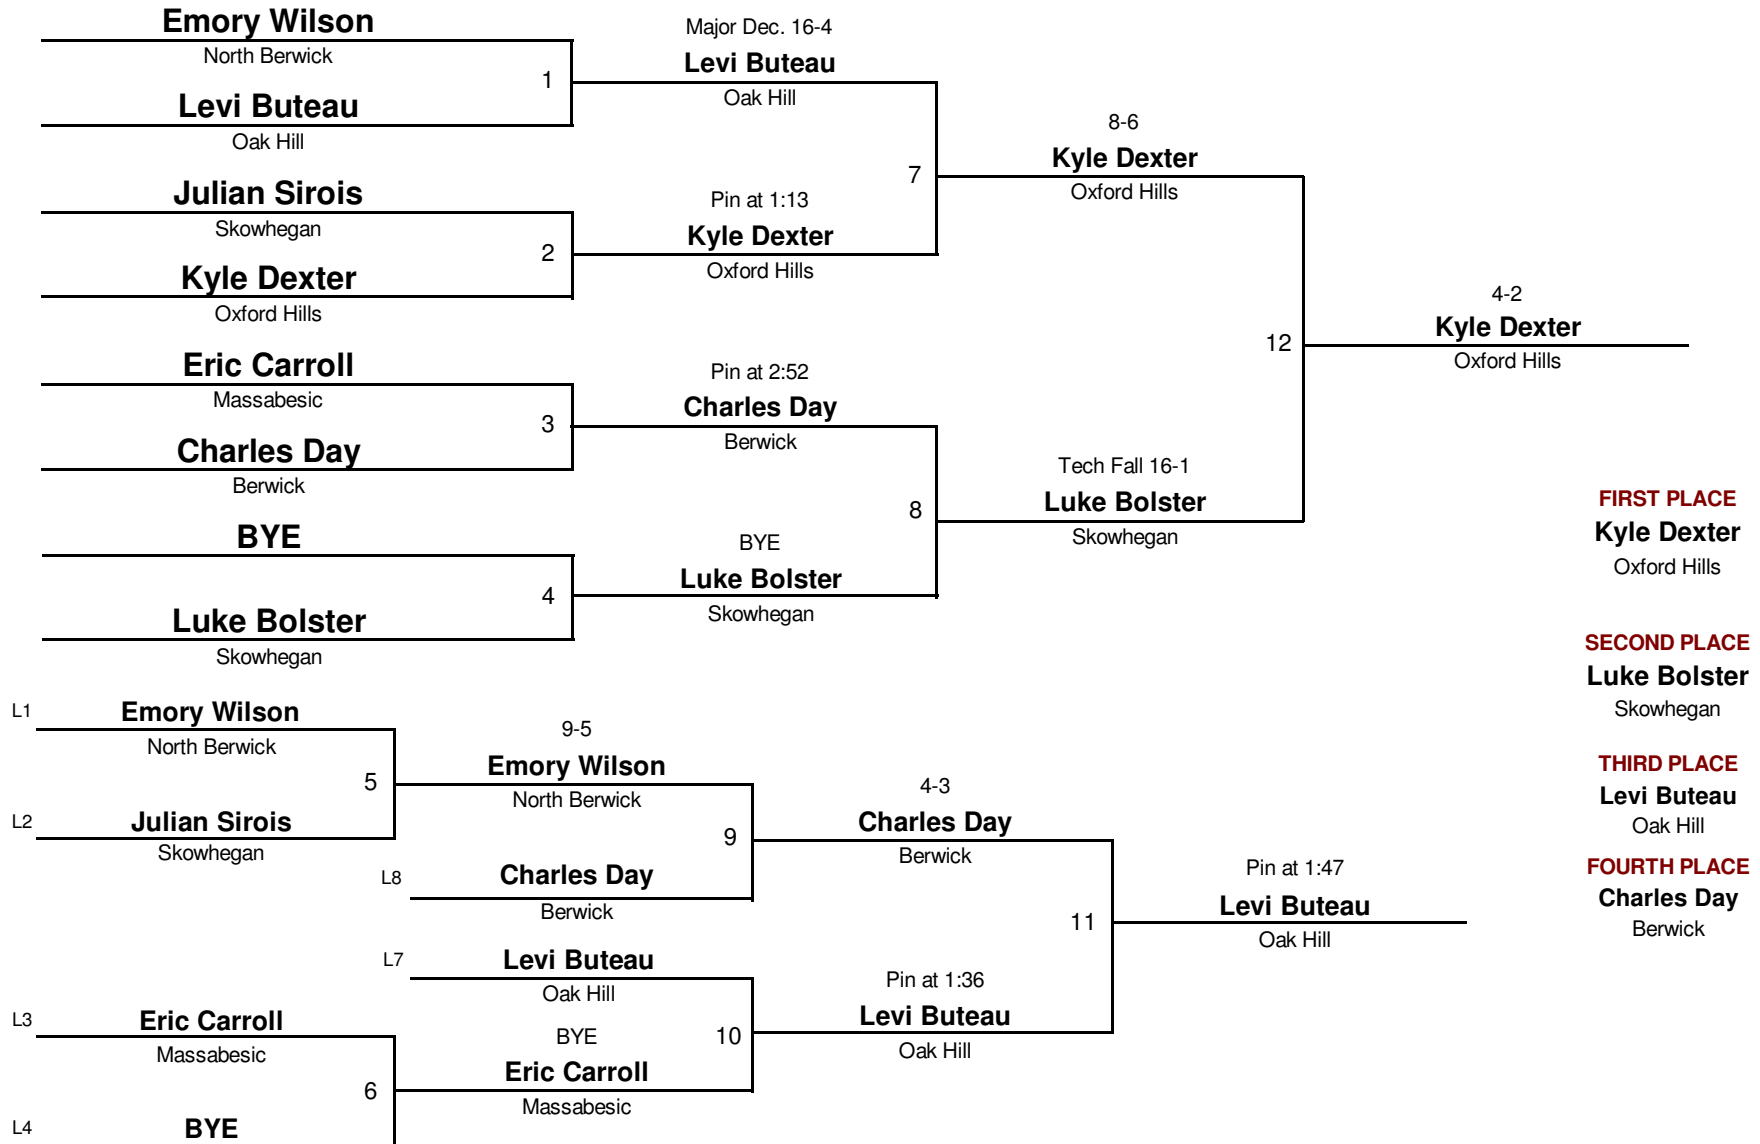 Emory Wilson
North Berwick
1
Levi Buteau
Oak Hill
Julian Sirois
Skowhegan
2
Kyle Dexter
Oxford Hills
Eric Carroll
Massabesic
3
Charles Day
Berwick
BYE
4
Luke Bolster
Skowhegan
Major Dec. 16-4
Levi Buteau
Oak Hill
7
Pin at 1:13
Kyle Dexter
Oxford Hills
Pin at 2:52
Charles Day
Berwick
8
BYE
Luke Bolster
Skowhegan
8-6
Kyle Dexter
Oxford Hills
12
Tech Fall 16-1
Luke Bolster
Skowhegan
4-2
Kyle Dexter
Oxford Hills
FIRST PLACE
Kyle Dexter
Oxford Hills
SECOND PLACE
Luke Bolster
Skowhegan
THIRD PLACE
Levi Buteau
Oak Hill
FOURTH PLACE
Charles Day
Berwick
L1
Emory Wilson
North Berwick
5
L2
Julian Sirois
Skowhegan
9-5
Emory Wilson
North Berwick
9
L8
Charles Day
Berwick
L7
Levi Buteau
Oak Hill
10
BYE
Eric Carroll
Massabesic
L3
Eric Carroll
Massabesic
6
L4
BYE
4-3
Charles Day
Berwick
11
Pin at 1:36
Levi Buteau
Oak Hill
Pin at 1:47
Levi Buteau
Oak Hill